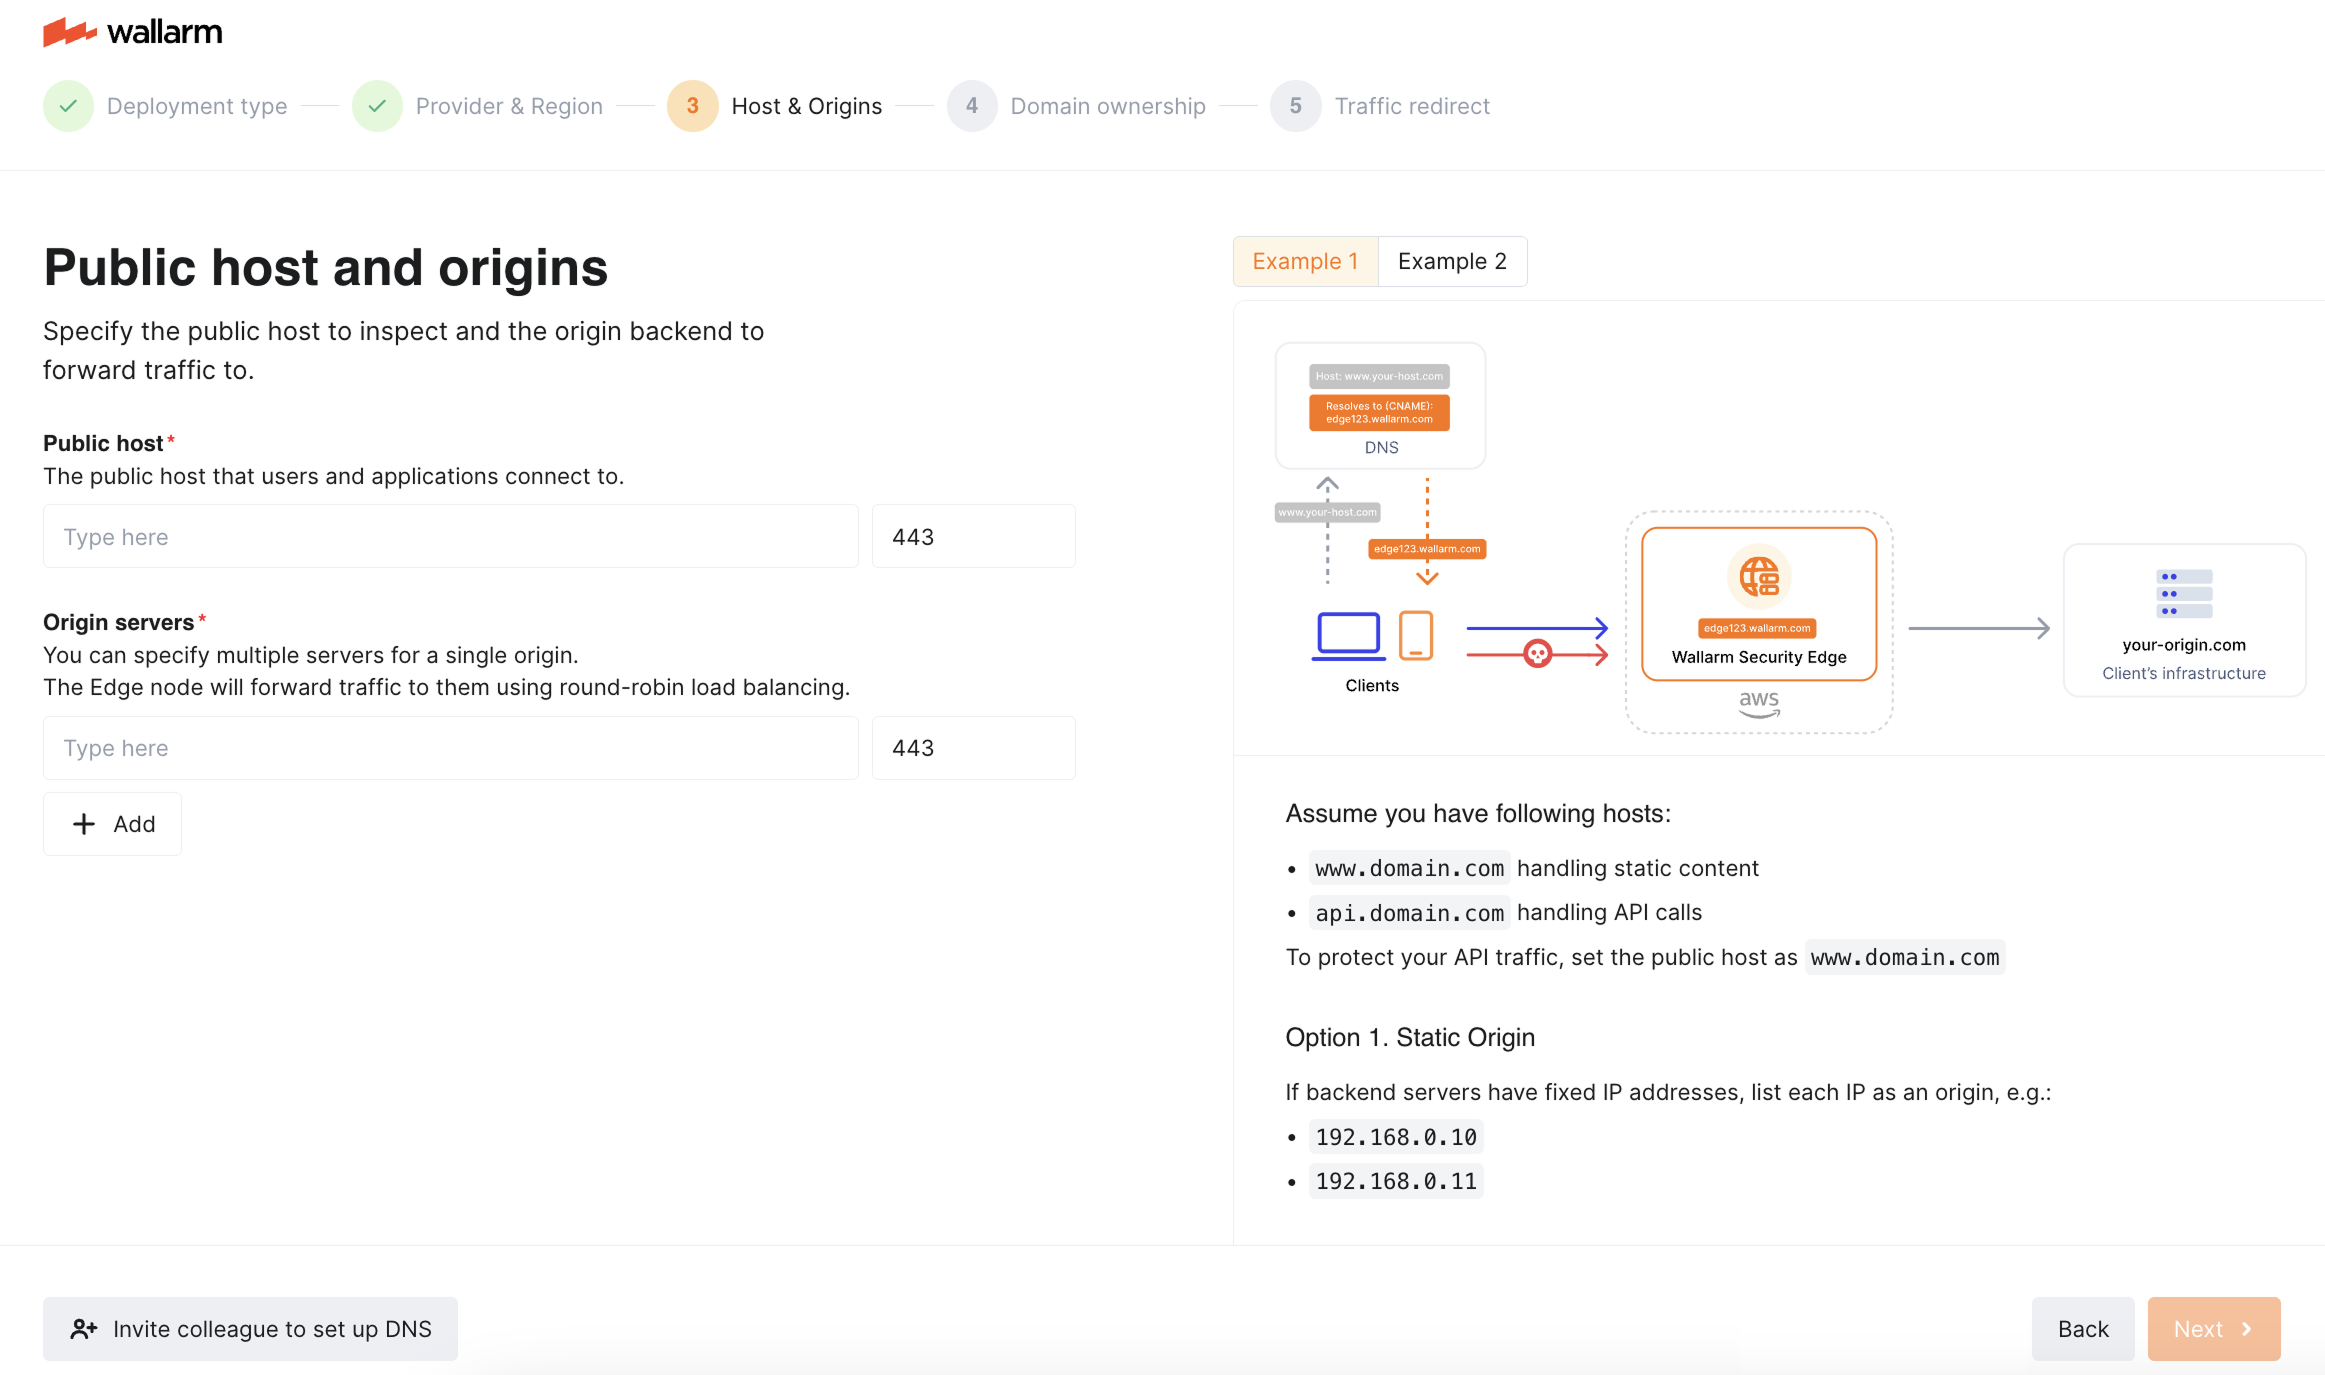 wallarm
Deployment type
Provider & Region
3 Host & Origins
4 Domain ownership
5 Traffic redirect
Public host and origins
Specify the public host to inspect and the origin backend to
forward traffic to.
Public host*
The public host that users and applications connect to.
Type here 443
Origin servers*
You can specify multiple servers for a single origin.
The Edge node will forward traffic to them using round-robin load balancing.
Type here 443
+ Add
Example 1 Example 2
Host: www.your-host.com
Resolves to (CNAME):
edge123.wallarm.com
DNS
www.your-host.com
edge123.wallarm.com
Clients
edge123.wallarm.com
Wallarm Security Edge
aws
your-origin.com
Client's infrastructure
Assume you have following hosts:
• www.domain.com handling static content
• api.domain.com handling API calls
To protect your API traffic, set the public host as www.domain.com
Option 1. Static Origin
If backend servers have fixed IP addresses, list each IP as an origin, e.g.:
• 192.168.0.10
• 192.168.0.11
Invite colleague to set up DNS
Back
Next